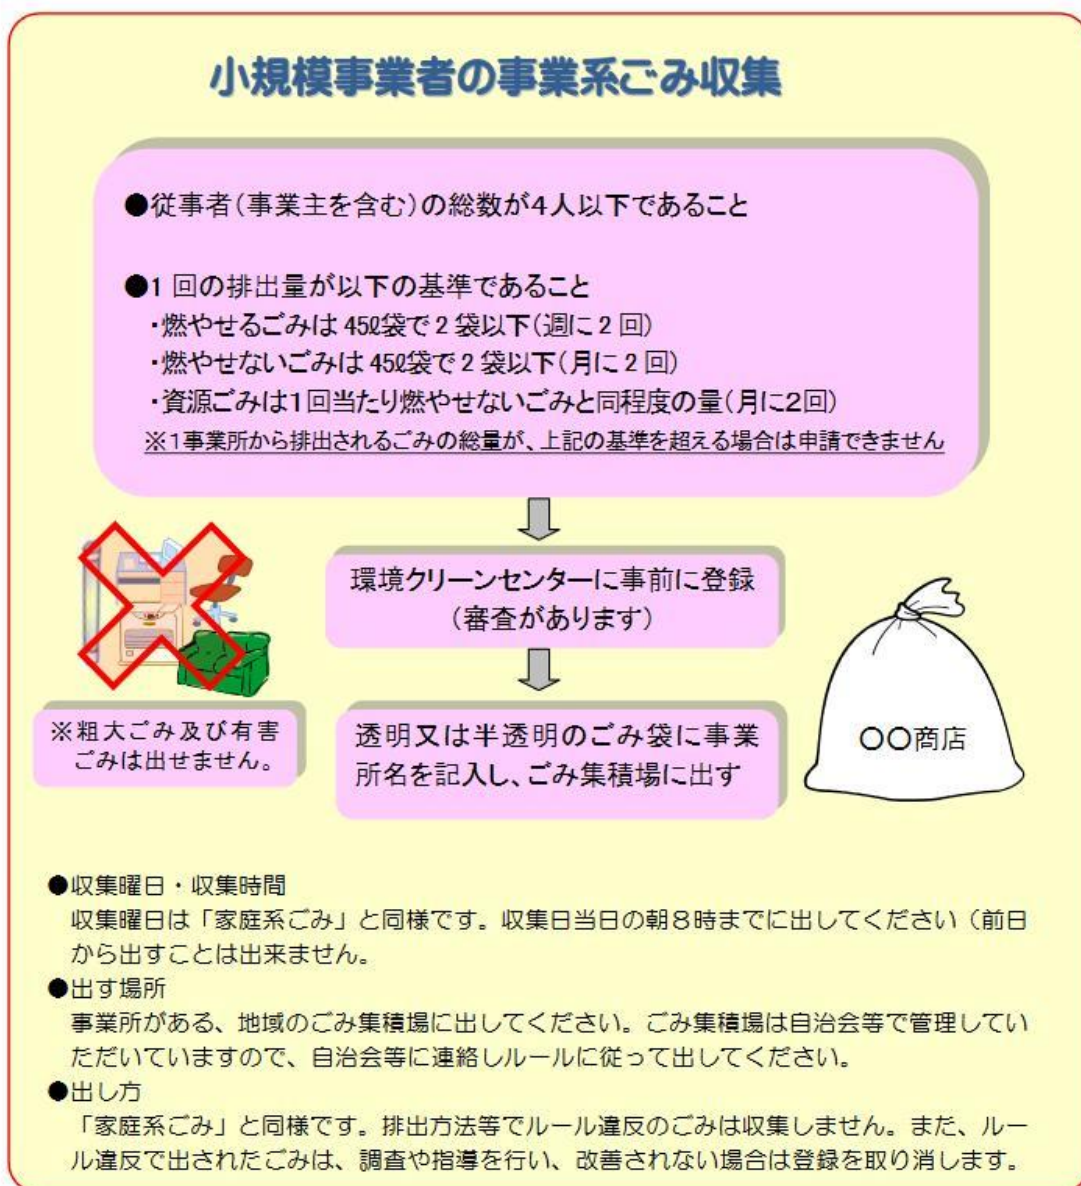 小規模事業者の事業系ごみ収集
●従事者(事業主を含む)の総数が4人以下であること
●1回の排出量が以下の基準であること
・燃やせるごみは45ℓ袋で2袋以下(週に2回)
・燃やせないごみは45ℓ袋で2袋以下(月に2回)
・資源ごみは1回当たり燃やせないごみと同程度の量(月に2回)
※1事業所から排出されるごみの総量が、上記の基準を超える場合は申請できません
環境クリーンセンターに事前に登録
(審査があります)
※粗大ごみ及び有害
ごみは出せません。
透明又は半透明のごみ袋に事業
所名を記入し、ごみ集積場に出す
〇〇商店
●収集曜日・収集時間
収集曜日は「家庭系ごみ」と同様です。収集日当日の朝8時までに出してください（前日
から出すことは出来ません。
●出す場所
事業所がある、地域のごみ集積場に出してください。ごみ集積場は自治会等で管理してい
ただいていますので、自治会等に連絡しルールに従って出してください。
●出し方
「家庭系ごみ」と同様です。排出方法等でルール違反のごみは収集しません。また、ルー
ル違反で出されたごみは、調査や指導を行い、改善されない場合は登録を取り消します。